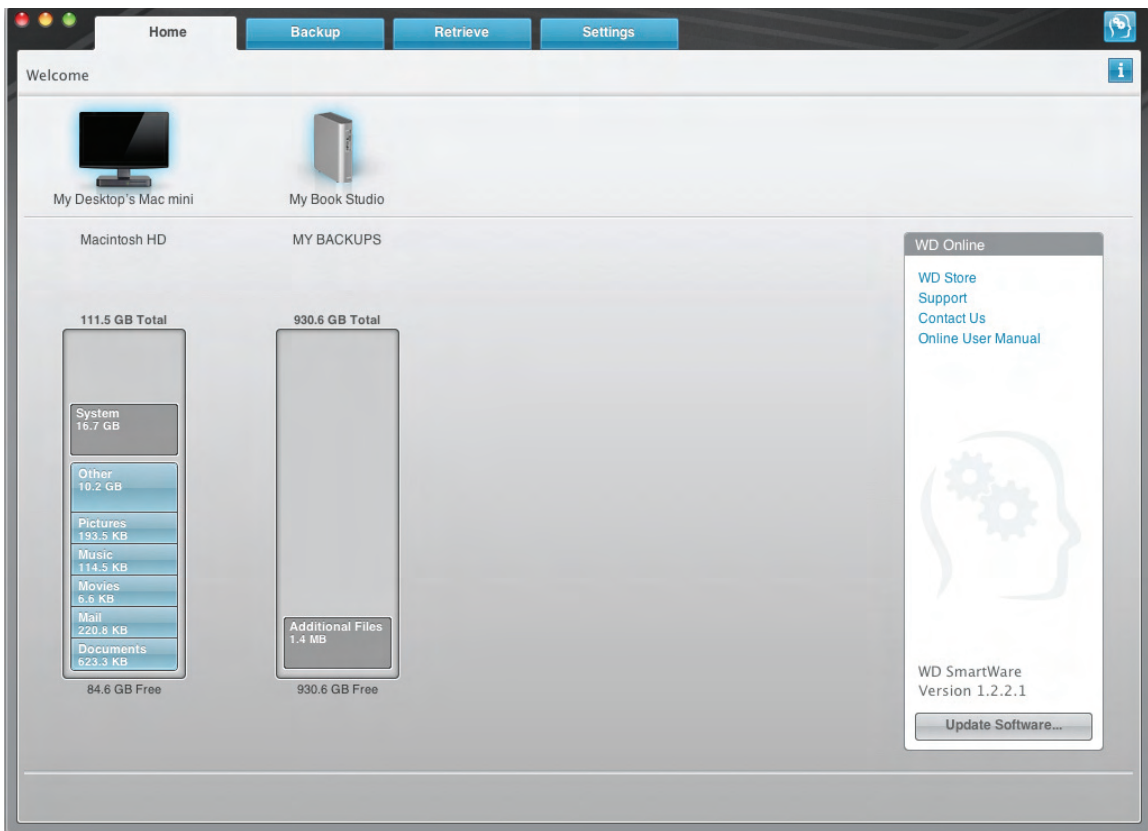 Home
Backup
Retrieve
Settings
Welcome
i
My Desktop's Mac mini
My Book Studio
Macintosh HD
MY BACKUPS
111.5 GB Total
930.6 GB Total
System
16.7 GB
Other
10.2 GB
Pictures
193.5 KB
Music
114.5 KB
Movies
6.6 KB
Mail
220.8 KB
Documents
623.3 KB
Additional Files
1.4 MB
84.6 GB Free
930.6 GB Free
WD Online
WD Store
Support
Contact Us
Online User Manual
WD SmartWare
Version 1.2.2.1
Update Software...